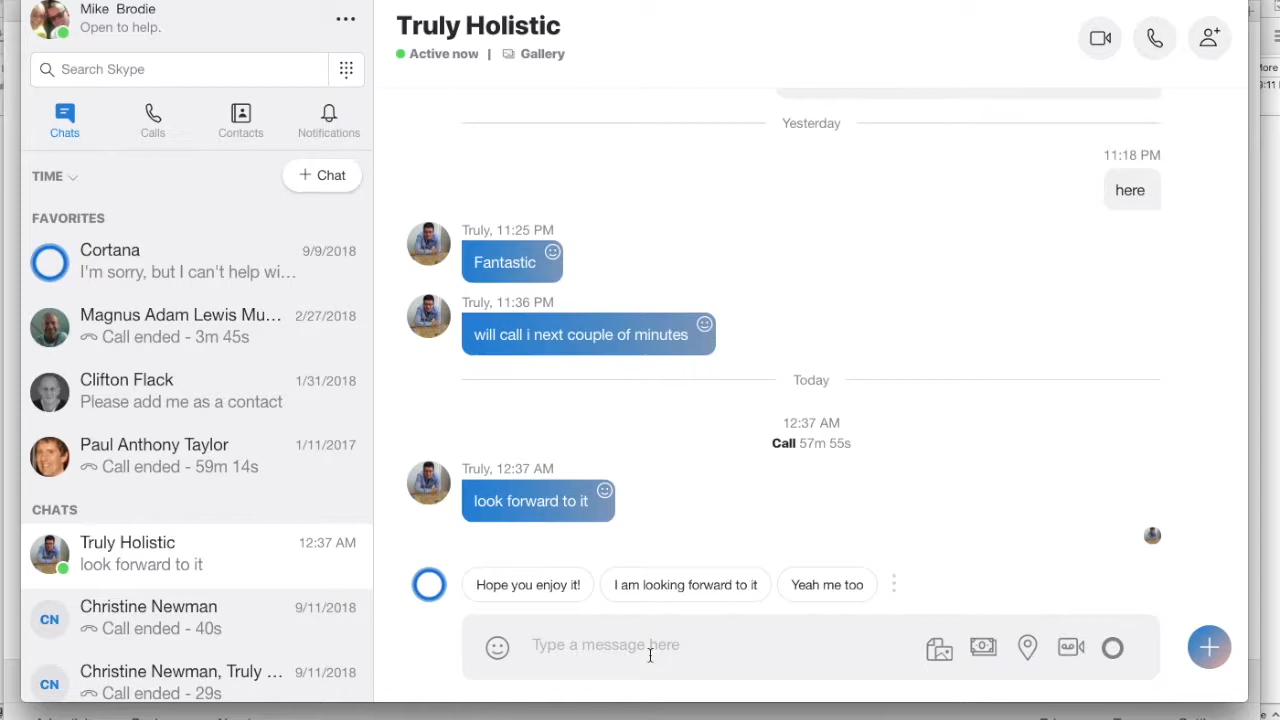 Mike Brodie
Open to help.
Search Skype
Chats
Calls
Contacts
Notifications
TIME
+ Chat
FAVORITES
Cortana
9/9/2018
I'm sorry, but I can't help wi…
Magnus Adam Lewis Mu…
2/27/2018
Call ended - 3m 45s
Clifton Flack
1/31/2018
Please add me as a contact
Paul Anthony Taylor
1/11/2017
Call ended - 59m 14s
CHATS
Truly Holistic
12:37 AM
look forward to it
CN
Christine Newman
9/11/2018
Call ended - 40s
CN
Christine Newman, Truly …
9/11/2018
Call ended - 29s
Truly Holistic
Active now | Gallery
Yesterday
11:18 PM
here
Truly, 11:25 PM
Fantastic
Truly, 11:36 PM
will call i next couple of minutes
Today
12:37 AM
Call 57m 55s
Truly, 12:37 AM
look forward to it
Hope you enjoy it!
I am looking forward to it
Yeah me too
Type a message here